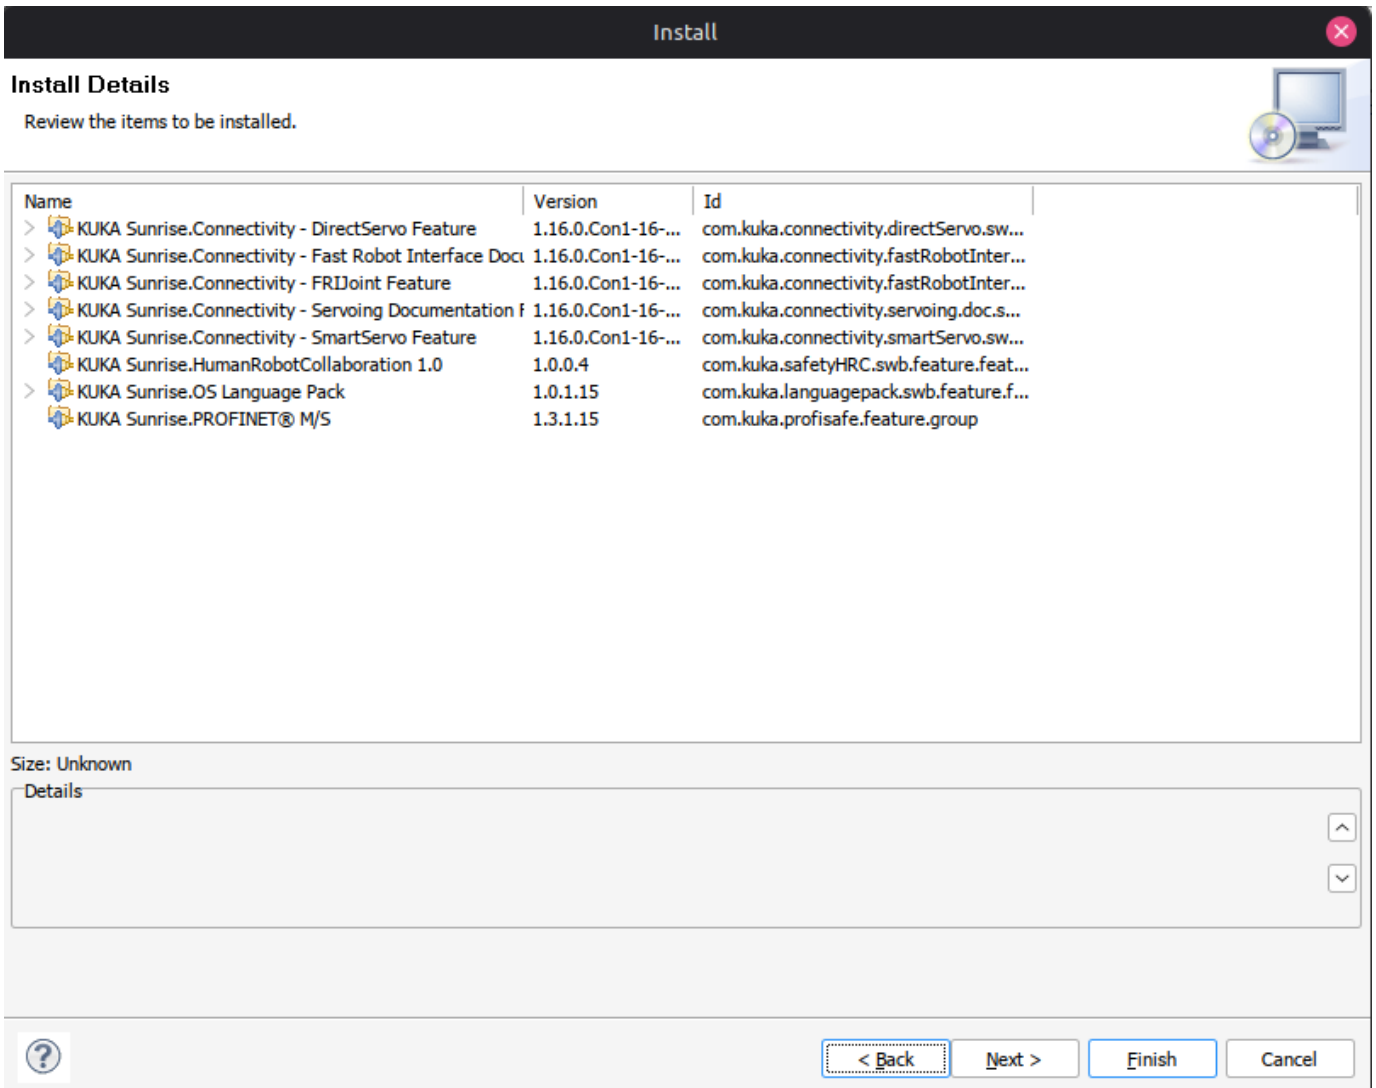 Install
Install Details
Review the items to be installed.
Name Version Id
KUKA Sunrise.Connectivity - DirectServo Feature 1.16.0.Con1-16-... com.kuka.connectivity.directServo.sw...
KUKA Sunrise.Connectivity - Fast Robot Interface Docu 1.16.0.Con1-16-... com.kuka.connectivity.fastRobotInter...
KUKA Sunrise.Connectivity - FRIJoint Feature 1.16.0.Con1-16-... com.kuka.connectivity.fastRobotInter...
KUKA Sunrise.Connectivity - Servoing Documentation F 1.16.0.Con1-16-... com.kuka.connectivity.servoing.doc.s...
KUKA Sunrise.Connectivity - SmartServo Feature 1.16.0.Con1-16-... com.kuka.connectivity.smartServo.sw...
KUKA Sunrise.HumanRobotCollaboration 1.0 1.0.0.4 com.kuka.safetyHRC.swb.feature.feat...
KUKA Sunrise.OS Language Pack 1.0.1.15 com.kuka.languagepack.swb.feature.f...
KUKA Sunrise.PROFINET® M/S 1.3.1.15 com.kuka.profisafe.feature.group
Size: Unknown
Details
? < Back Next > Finish Cancel